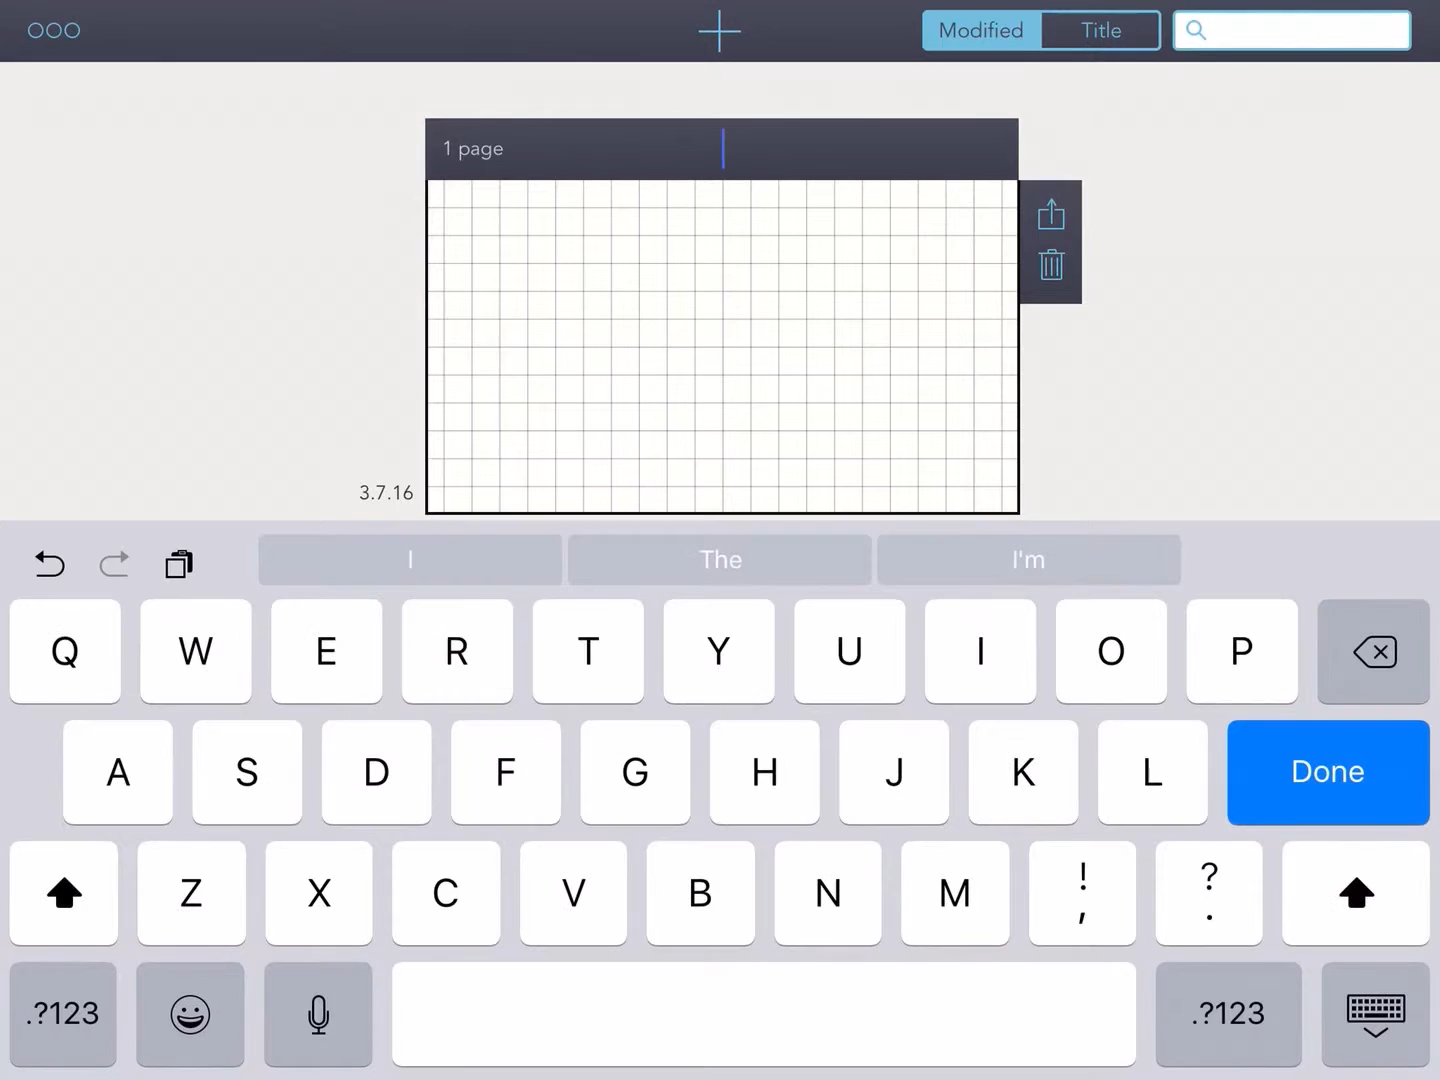 Modified Title
1 page
3.7.16
I The I'm
Q W E R T Y U I O P
A S D F G H J K L Done
Z X C V B N M ! , ? .
.?123 .?123